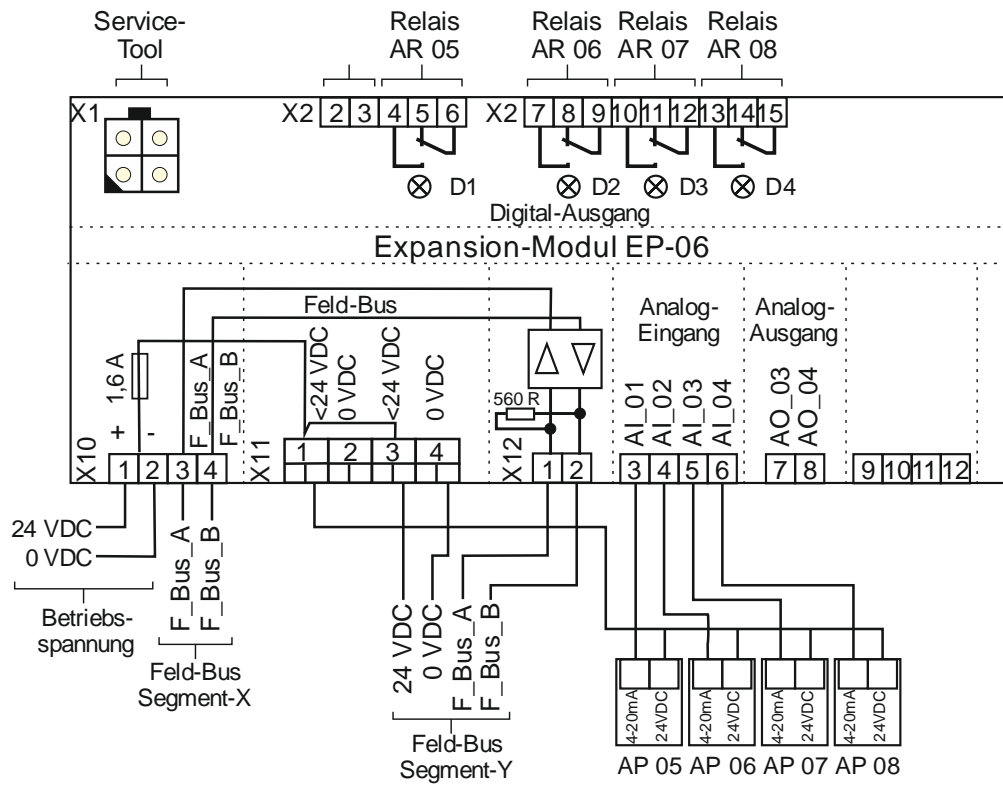 Service-
Tool
Relais
AR 05
Relais
AR 06
Relais
AR 07
Relais
AR 08
X1
X2 2 3 4 5 6
X2 7 8 9 10 11 12 13 14 15
D1
D2
D3
D4
Digital-Ausgang
Expansion-Modul EP-06
Feld-Bus
1,6 A
+
-
F_Bus_A
F_Bus_B
<24 VDC
0 VDC
<24 VDC
0 VDC
560 R
Analog-
Eingang
Analog-
Ausgang
AI_01
AI_02
AI_03
AI_04
AO_03
AO_04
X10 1 2 3 4
X11 1 2 3 4
X12 1 2
3 4 5 6
7 8
9 10 11 12
24 VDC
0 VDC
Betriebs-
spannung
F_Bus_A
F_Bus_B
Feld-Bus
Segment-X
24 VDC
0 VDC
F_Bus_A
F_Bus_B
Feld-Bus
Segment-Y
4-20mA
24VDC
4-20mA
24VDC
4-20mA
24VDC
4-20mA
24VDC
AP 05
AP 06
AP 07
AP 08